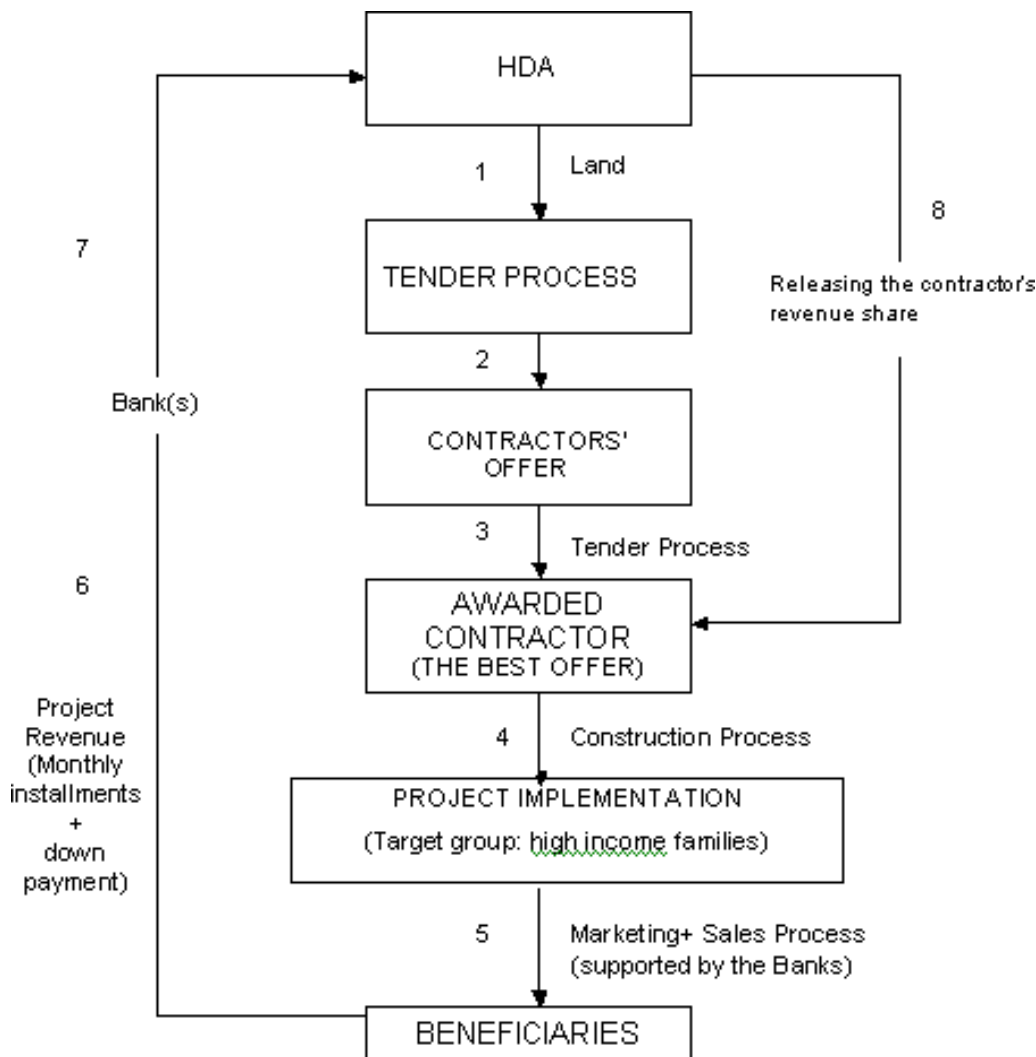 HDA
1
Land
7
8
TENDER PROCESS
Releasing the contractor's
revenue share
2
Bank(s)
CONTRACTORS'
OFFER
3
Tender Process
6
AWARDED
CONTRACTOR
(THE BEST OFFER)
Project
Revenue
(Monthly
installments
+
down
payment)
4
Construction Process
PROJECT IMPLEMENTATION
(Target group: high income families)
5
Marketing+ Sales Process
(supported by the Banks)
BENEFICIARIES